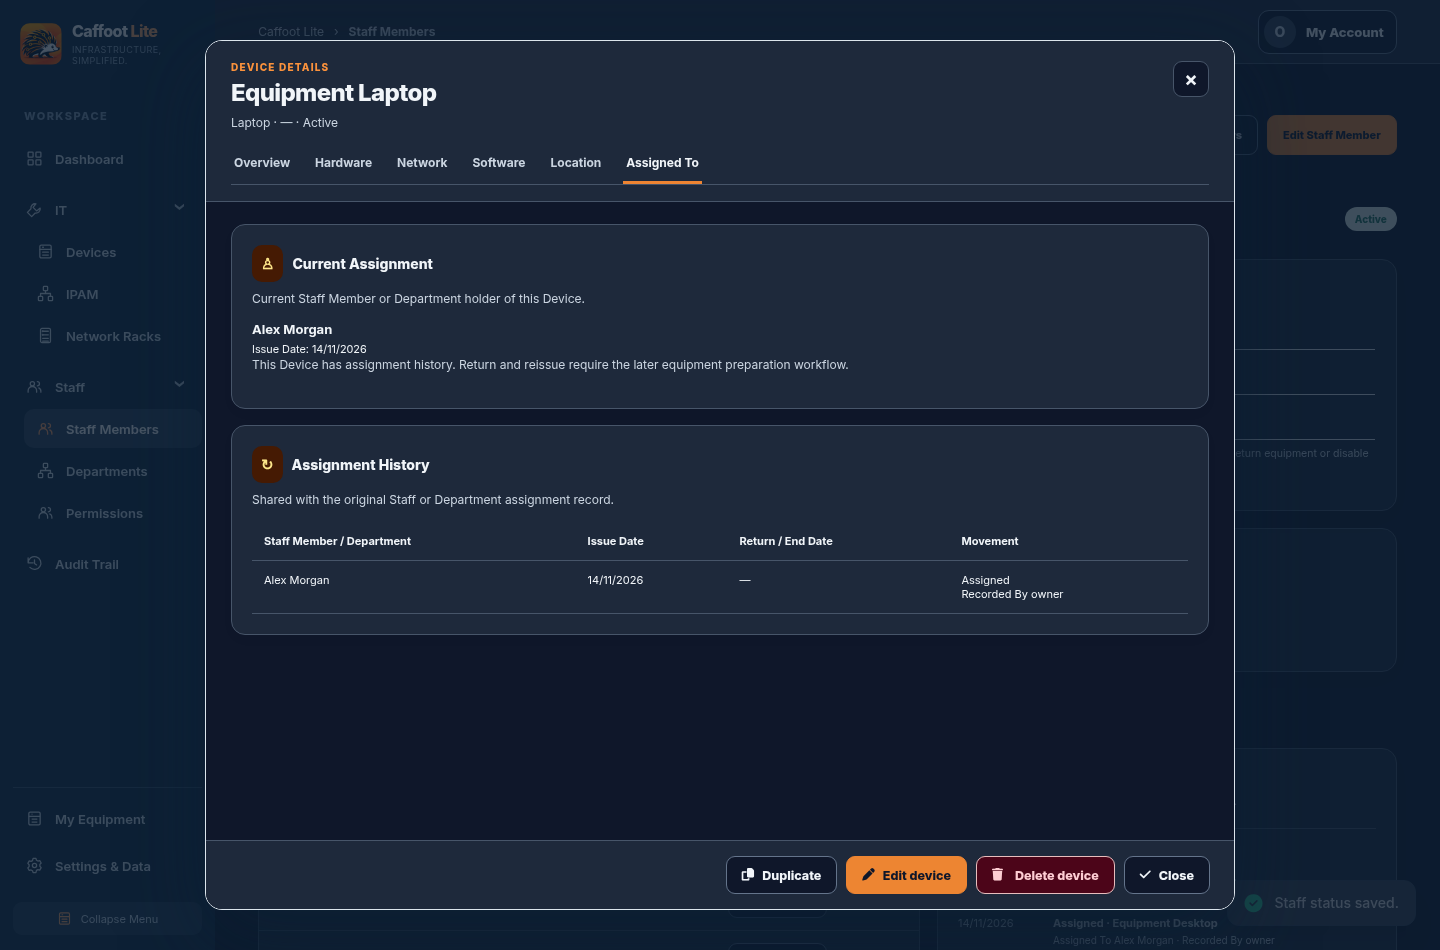 Caffoot Lite
INFRASTRUCTURE,
SIMPLIFIED.
Caffoot Lite › Staff Members
O My Account
WORKSPACE
Dashboard
IT
Devices
IPAM
Network Racks
Staff
Staff Members
Departments
Permissions
Audit Trail
My Equipment
Settings & Data
Collapse Menu
Edit Staff Member
Active
eturn equipment or disable
DEVICE DETAILS
Equipment Laptop
Laptop · — · Active
Overview Hardware Network Software Location Assigned To
Current Assignment
Current Staff Member or Department holder of this Device.
Alex Morgan
Issue Date: 14/11/2026
This Device has assignment history. Return and reissue require the later equipment preparation workflow.
Assignment History
Shared with the original Staff or Department assignment record.
Staff Member / Department Issue Date Return / End Date Movement
Alex Morgan 14/11/2026 — Assigned
Recorded By owner
Duplicate Edit device Delete device Close
Staff status saved.
14/11/2026 Assigned · Equipment Desktop
Assigned To Alex Morgan · Recorded By owner